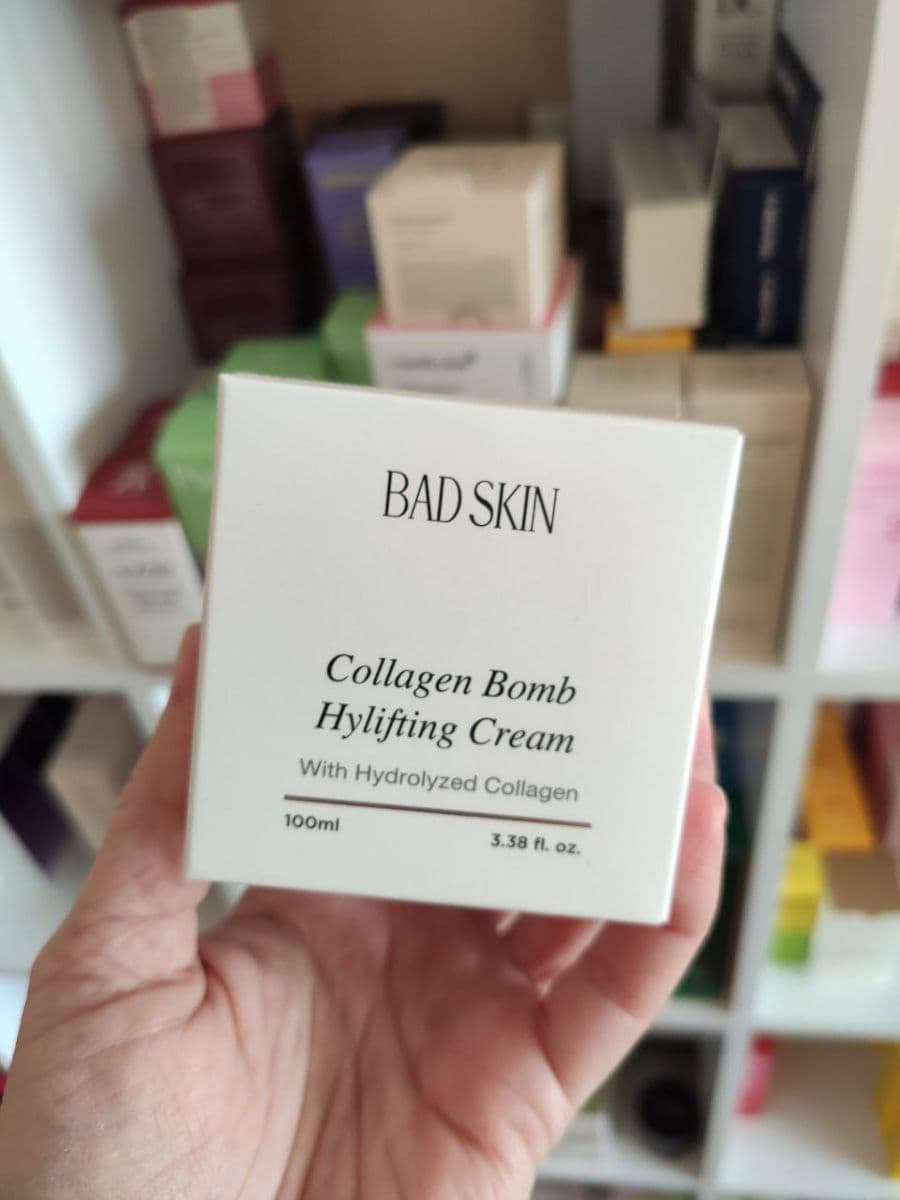 BAD SKIN
Collagen Bomb
Hylifting Cream
With Hydrolyzed Collagen
100ml
3.38 fl. oz.